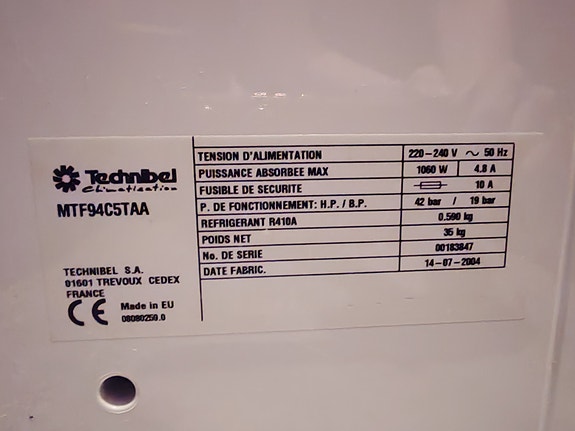 Technibel
Climatisation
MTF94C5TAA
TECHNIBEL S.A.
01601 TREVOUX CEDEX
FRANCE
CE Made in EU
08080250.0
TENSION D'ALIMENTATION 220-240 V ~ 50 Hz
PUISSANCE ABSORBEE MAX 1060 W 4.8 A
FUSIBLE DE SECURITE 10 A
P. DE FONCTIONNEMENT: H.P. / B.P. 42 bar / 19 bar
REFRIGERANT R410A 0.590 kg
POIDS NET 35 kg
No. DE SERIE 00183847
DATE FABRIC. 14-07-2004